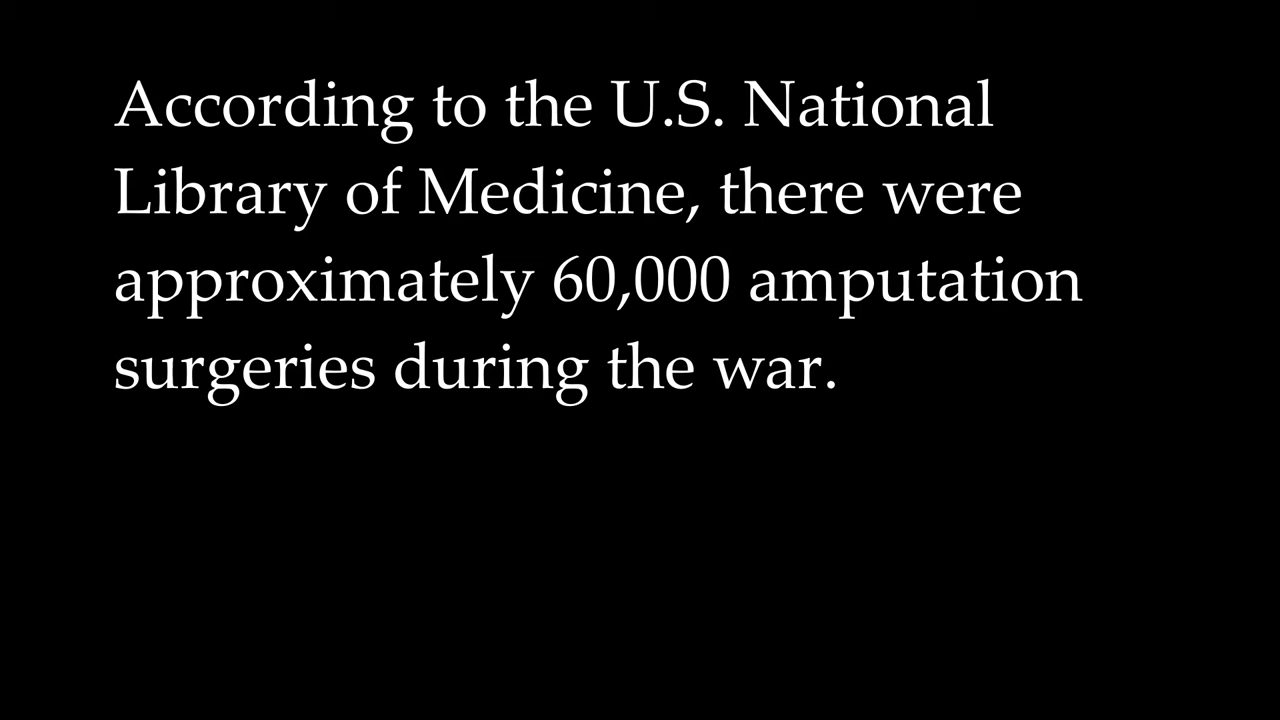 According to the U.S. National
Library of Medicine, there were
approximately 60,000 amputation
surgeries during the war.